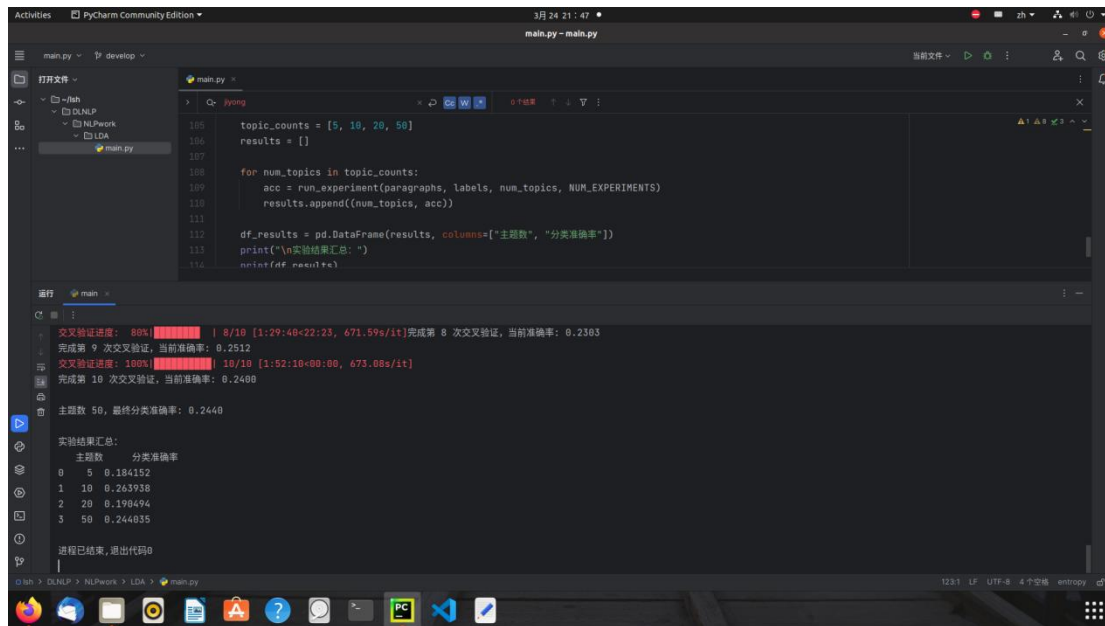 Activities PyCharm Community Edition 3月 24 21：47 zh
main.py – main.py
main.py develop 当前文件
打开文件 main.py
~/lsh
DLNLP
NLPwork
LDA
main.py
jiyong Cc W .* 0个结果
1 8 3
105 topic_counts = [5, 10, 20, 50]
106 results = []
107
108 for num_topics in topic_counts:
109 acc = run_experiment(paragraphs, labels, num_topics, NUM_EXPERIMENTS)
110 results.append((num_topics, acc))
111
112 df_results = pd.DataFrame(results, columns=["主题数", "分类准确率"])
113 print("\n实验结果汇总：")
114 print(df_results)
运行 main
交叉验证进度： 80%| | 8/10 [1:29:40<22:23, 671.59s/it]完成第 8 次交叉验证，当前准确率: 0.2303
完成第 9 次交叉验证，当前准确率: 0.2512
交叉验证进度： 100%| | 10/10 [1:52:10<00:00, 673.08s/it]
完成第 10 次交叉验证，当前准确率: 0.2400
主题数 50，最终分类准确率: 0.2440
实验结果汇总：
主题数 分类准确率
0 5 0.184152
1 10 0.263938
2 20 0.190494
3 50 0.244035
进程已结束,退出代码0
lsh > DLNLP > NLPwork > LDA > main.py 123:1 LF UTF-8 4 个空格 entropy
PC